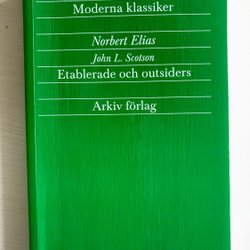 Moderna klassiker
Norbert Elias
John L. Scotson
Etablerade och outsiders
Arkiv förlag